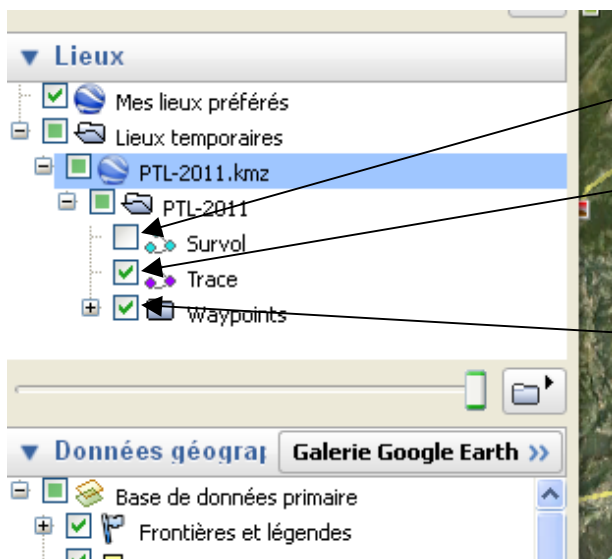 Lieux
Mes lieux préférés
Lieux temporaires
PTL-2011.kmz
PTL-2011
Survol
Trace
Waypoints
Données géograp Galerie Google Earth >>
Base de données primaire
Frontières et légendes